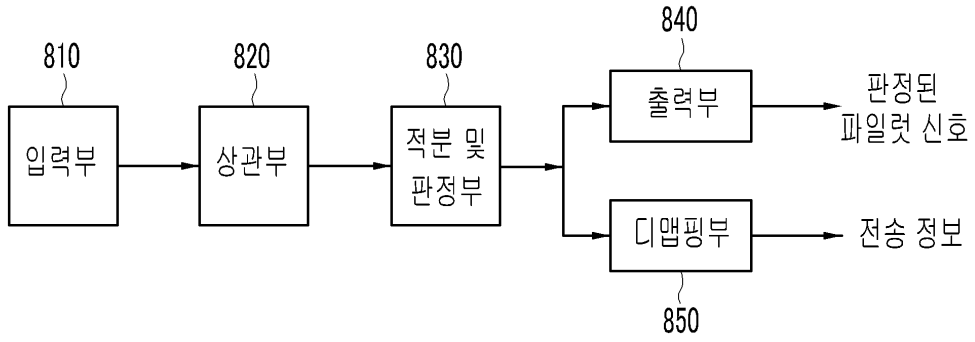 810
820
830
840
입력부
상관부
적분 및
판정부
출력부
판정된
파일럿 신호
디맵핑부
전송 정보
850